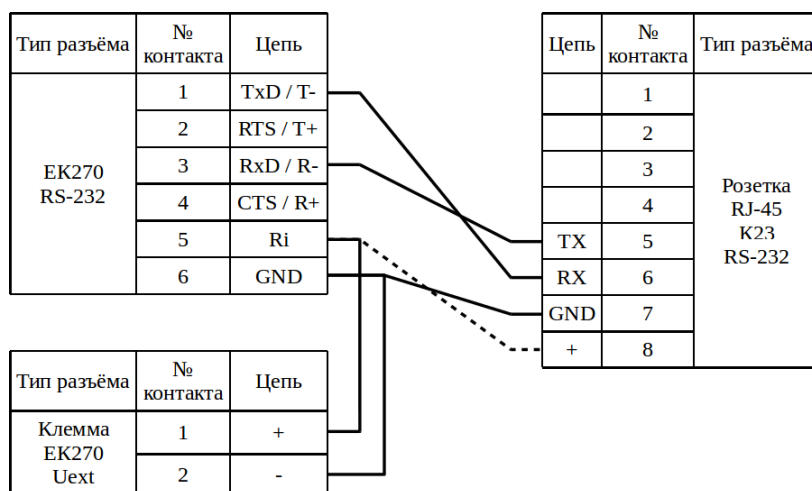 Тип разъёма № контакта Цепь
ЕК270 RS-232
1 TxD / T-
2 RTS / T+
3 RxD / R-
4 CTS / R+
5 Ri
6 GND
Тип разъёма № контакта Цепь
Клемма ЕК270 Uext
1 +
2 -
Цепь № контакта Тип разъёма
1
2
3
4
TX 5
RX 6
GND 7
+ 8
Розетка
RJ-45
К23
RS-232